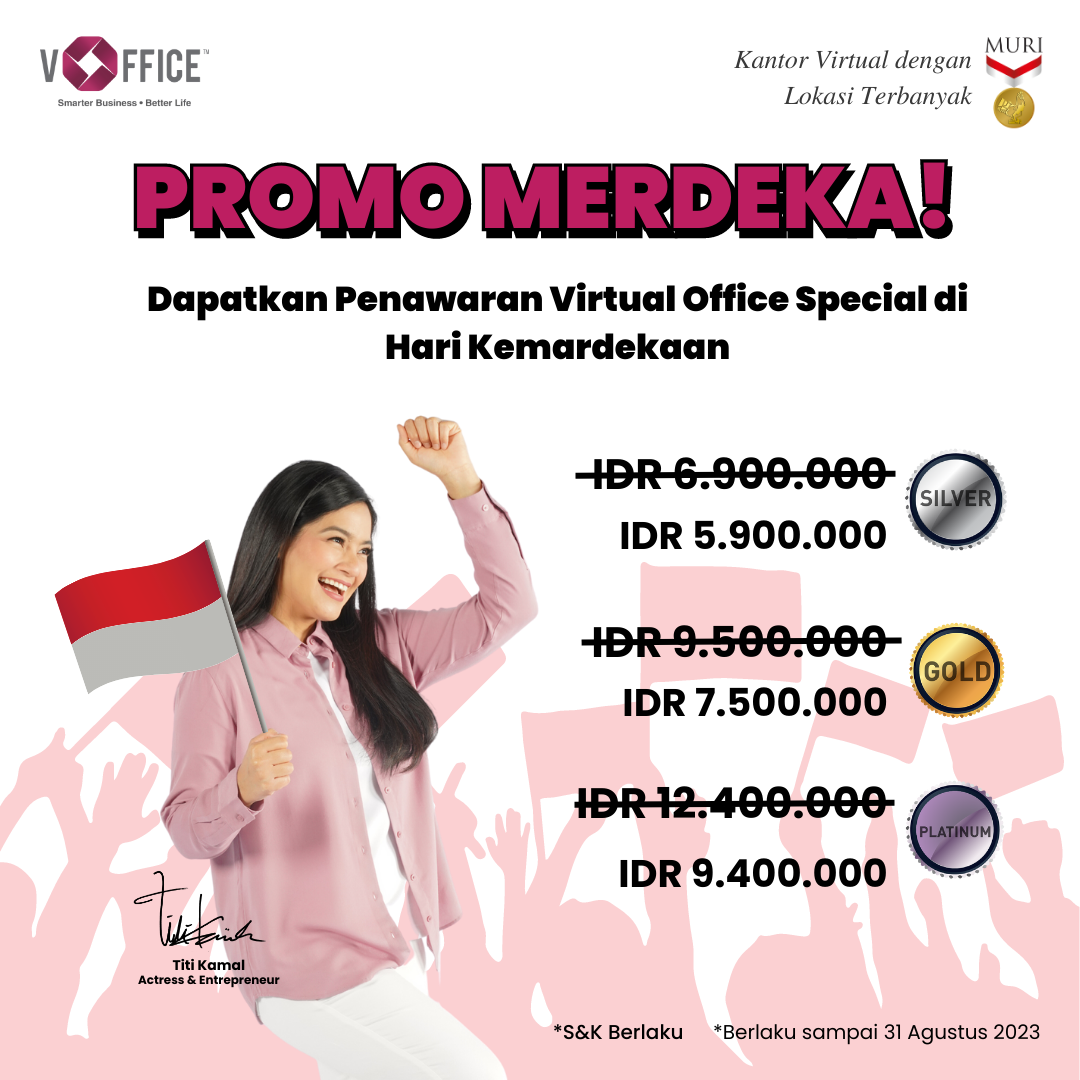 VOFFICE™
Smarter Business • Better Life
Kantor Virtual dengan
Lokasi Terbanyak
MURI
PROMO MERDEKA!
Dapatkan Penawaran Virtual Office Special di
Hari Kemardekaan
IDR 6.900.000
SILVER
IDR 5.900.000
IDR 9.500.000
GOLD
IDR 7.500.000
IDR 12.400.000
PLATINUM
IDR 9.400.000
Titi Kamal
Actress & Entrepreneur
*S&K Berlaku
*Berlaku sampai 31 Agustus 2023